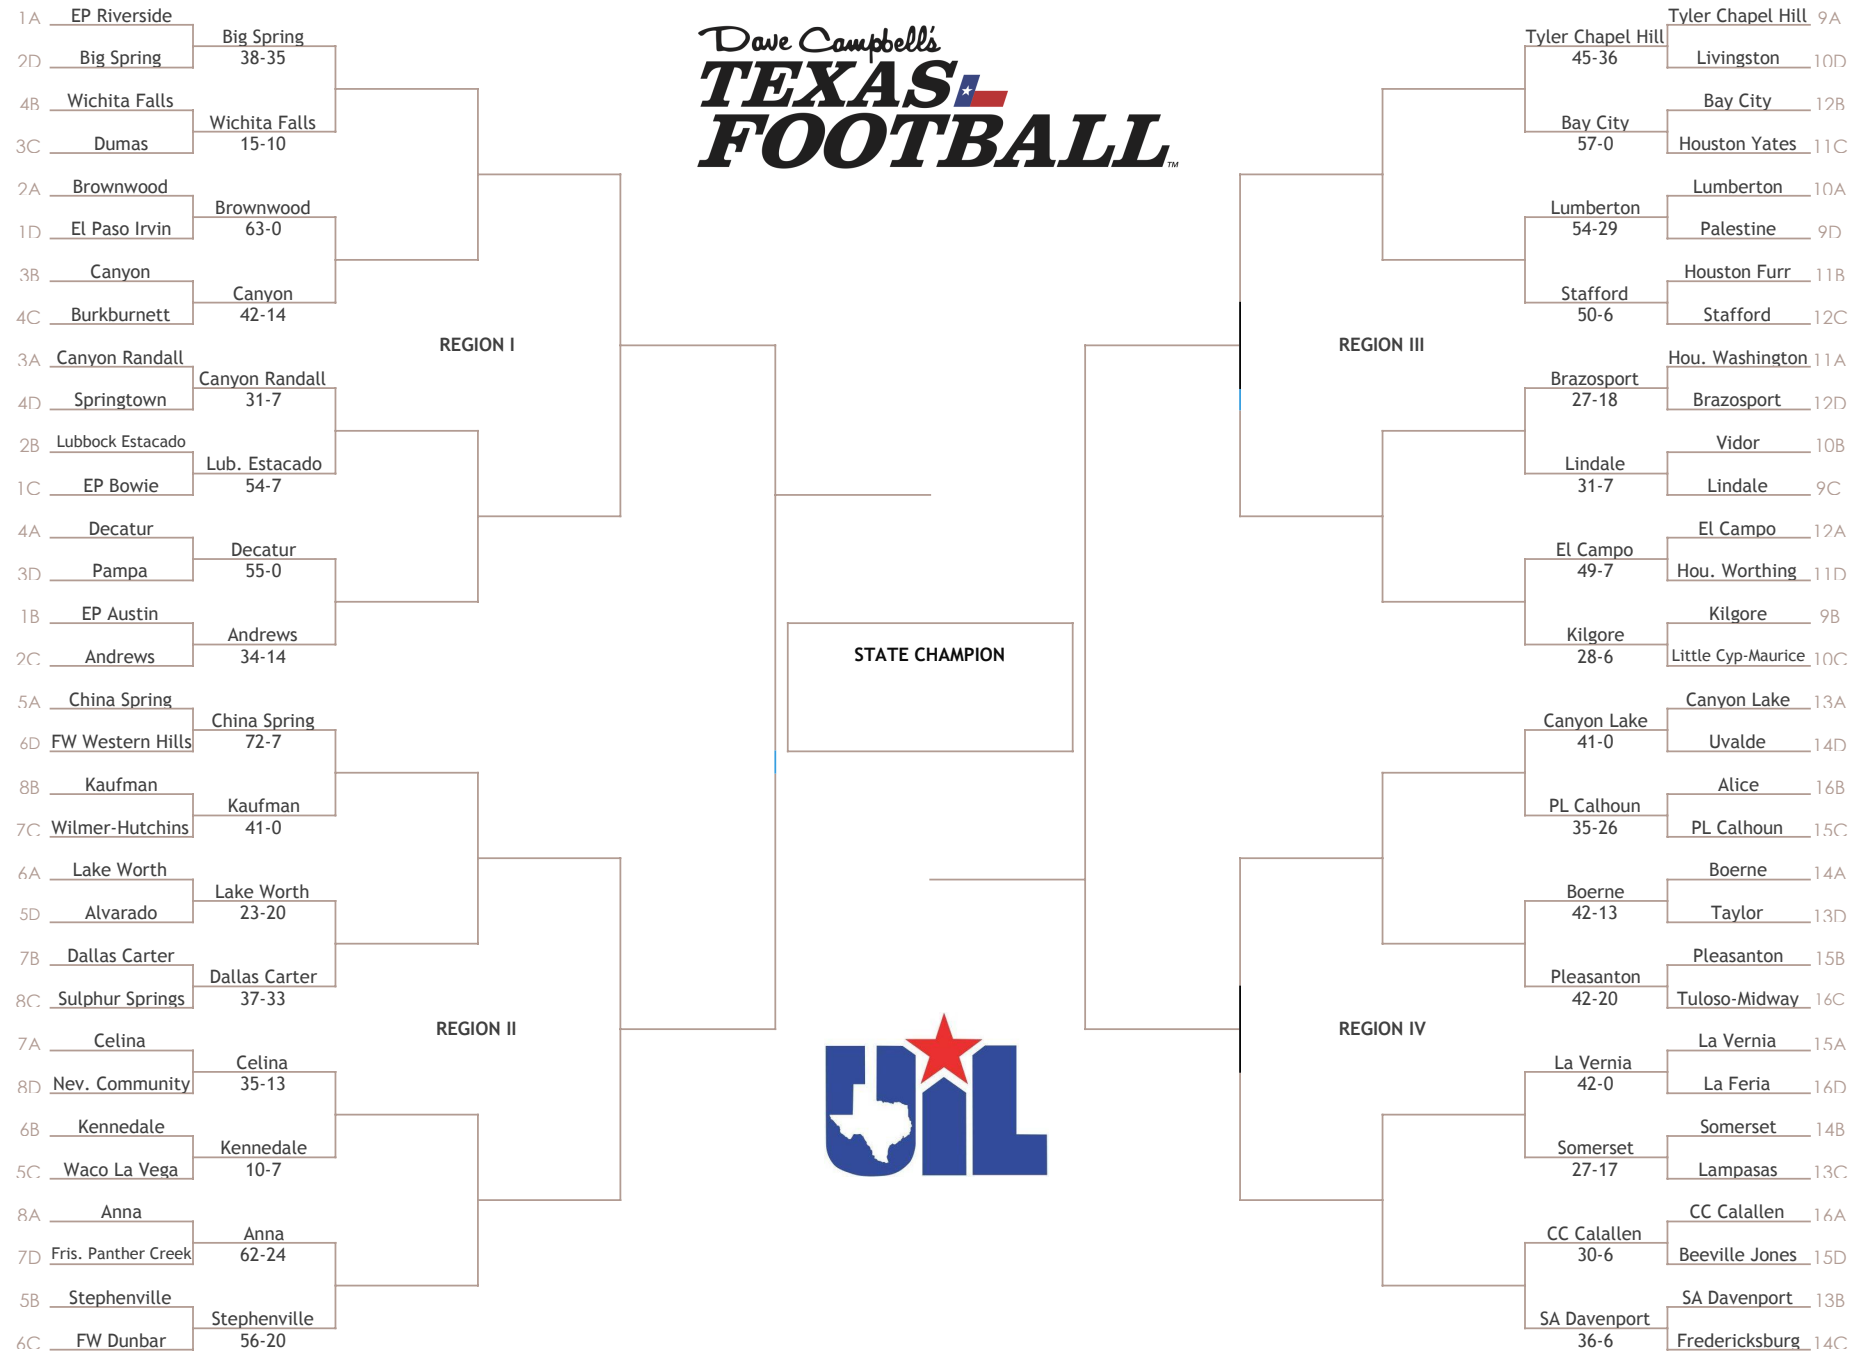 Dave Campbell's
TEXAS
FOOTBALL™
1A EP Riverside
Big Spring
38-35
2D Big Spring
4B Wichita Falls
Wichita Falls
15-10
3C Dumas
2A Brownwood
Brownwood
63-0
1D El Paso Irvin
3B Canyon
Canyon
42-14
4C Burkburnett
REGION I
3A Canyon Randall
Canyon Randall
31-7
4D Springtown
2B Lubbock Estacado
Lub. Estacado
54-7
1C EP Bowie
4A Decatur
Decatur
55-0
3D Pampa
1B EP Austin
Andrews
34-14
2C Andrews
5A China Spring
China Spring
72-7
6D FW Western Hills
8B Kaufman
Kaufman
41-0
7C Wilmer-Hutchins
6A Lake Worth
Lake Worth
23-20
5D Alvarado
7B Dallas Carter
Dallas Carter
37-33
8C Sulphur Springs
REGION II
7A Celina
Celina
35-13
8D Nev. Community
6B Kennedale
Kennedale
10-7
5C Waco La Vega
8A Anna
Anna
62-24
7D Fris. Panther Creek
5B Stephenville
Stephenville
56-20
6C FW Dunbar
STATE CHAMPION
UIL
Tyler Chapel Hill 9A
Tyler Chapel Hill
45-36
Livingston 10D
Bay City 12B
Bay City
57-0
Houston Yates 11C
Lumberton 10A
Lumberton
54-29
Palestine 9D
Houston Furr 11B
Stafford
50-6
Stafford 12C
REGION III
Hou. Washington 11A
Brazosport
27-18
Brazosport 12D
Vidor 10B
Lindale
31-7
Lindale 9C
El Campo 12A
El Campo
49-7
Hou. Worthing 11D
Kilgore 9B
Kilgore
28-6
Little Cyp-Maurice 10C
Canyon Lake 13A
Canyon Lake
41-0
Uvalde 14D
Alice 16B
PL Calhoun
35-26
PL Calhoun 15C
Boerne 14A
Boerne
42-13
Taylor 13D
Pleasanton 15B
Pleasanton
42-20
Tuloso-Midway 16C
REGION IV
La Vernia 15A
La Vernia
42-0
La Feria 16D
Somerset 14B
Somerset
27-17
Lampasas 13C
CC Calallen 16A
CC Calallen
30-6
Beeville Jones 15D
SA Davenport 13B
SA Davenport
36-6
Fredericksburg 14C